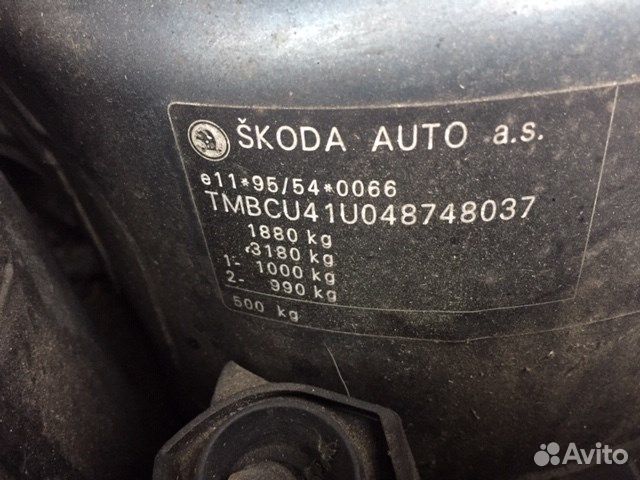 ŠKODA AUTO a.s.
e11*95/54*0066
TMBCU41U048748037
1880 kg
3180 kg
1- 1000 kg
2- 990 kg
500 kg
Avito